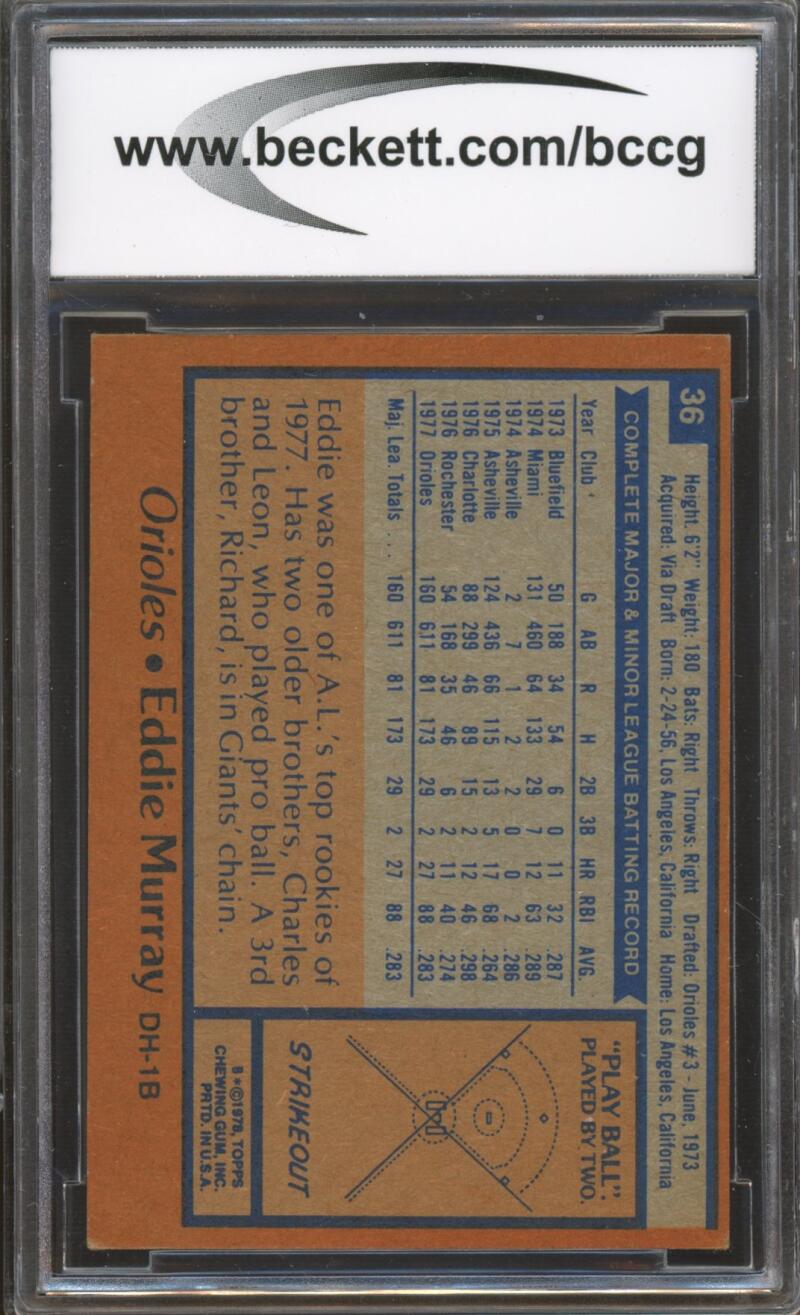 www.beckett.com/bccg
36
Height. 6'2" Weight: 180 Bats: Right Throws: Right Drafted: Orioles #3 - June, 1973
Acquired: Via Draft Born: 2-24-56, Los Angeles, California Home: Los Angeles, California
COMPLETE MAJOR & MINOR LEAGUE BATTING RECORD
Year Club G AB R H 2B 3B HR RBI AVG.
1973 Bluefield 50 188 34 54 6 0 11 32 .287
1974 Miami 131 460 64 133 29 7 12 63 .289
1974 Asheville 2 7 1 2 2 0 0 2 .286
1975 Asheville 124 436 66 115 13 5 17 68 .264
1976 Charlotte 88 299 46 89 15 2 12 46 .298
1976 Rochester 54 168 35 46 6 2 11 40 .274
1977 Orioles 160 611 81 173 29 2 27 88 .283
Maj. Lea. Totals ... 160 611 81 173 29 2 27 88 .283
Eddie was one of A.L.'s top rookies of
1977. Has two older brothers, Charles
and Leon, who played pro ball. A 3rd
brother, Richard, is in Giants' chain.
"PLAY BALL".
PLAYED BY TWO.
STRIKEOUT
B*©1978, TOPPS
CHEWING GUM, INC.
PRTD. IN U.S.A.
Orioles • Eddie Murray DH-1B